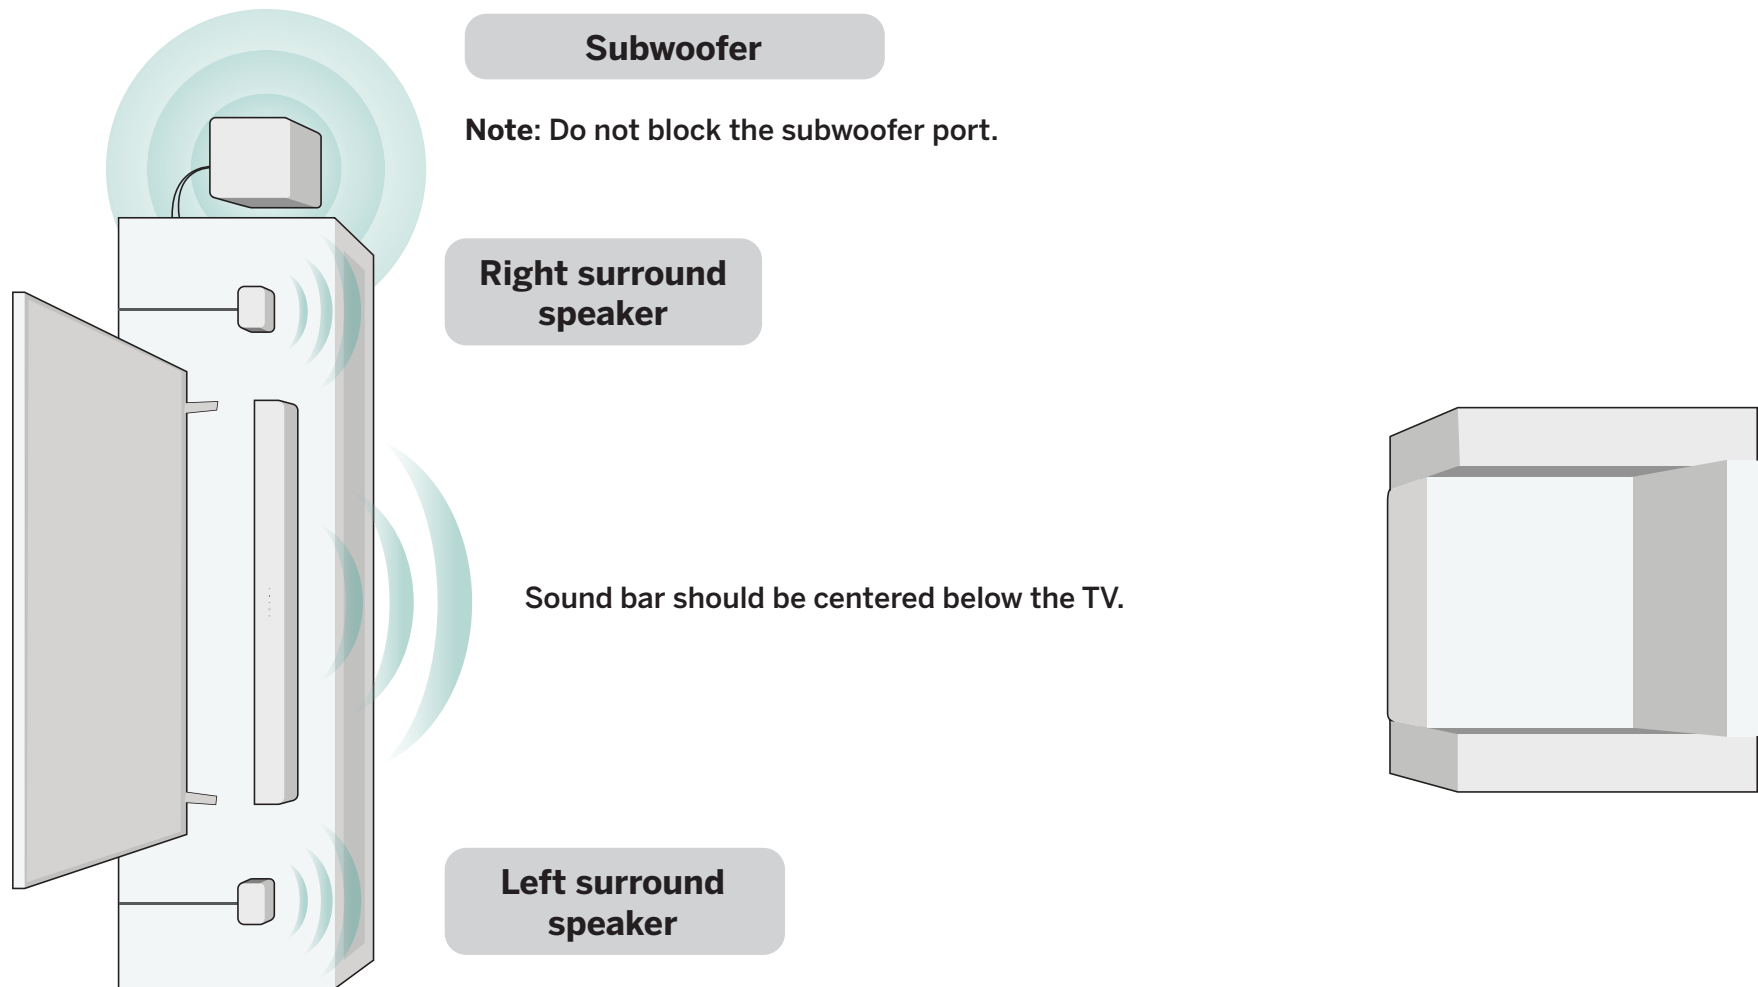 Subwoofer
Note: Do not block the subwoofer port.
Right surround
speaker
Sound bar should be centered below the TV.
Left surround
speaker